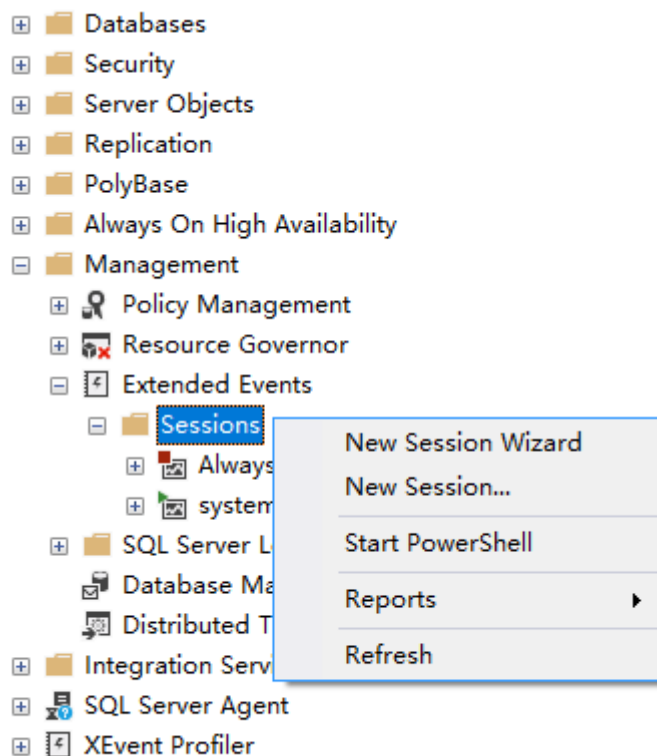 Databases
Security
Server Objects
Replication
PolyBase
Always On High Availability
Management
Policy Management
Resource Governor
Extended Events
Sessions
Always
system
SQL Server L
Database Ma
Distributed T
Integration Servi
SQL Server Agent
XEvent Profiler
New Session Wizard
New Session...
Start PowerShell
Reports
Refresh